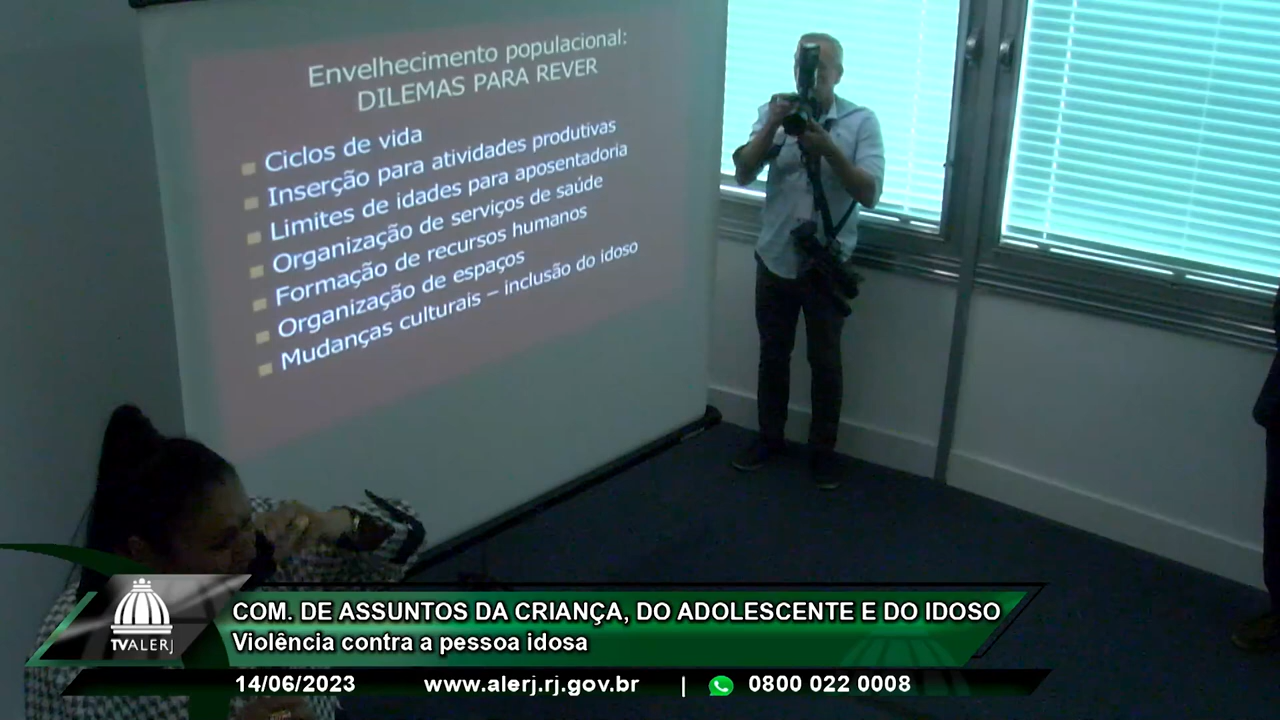 Envelhecimento populacional:
DILEMAS PARA REVER
Ciclos de vida
Inserção para atividades produtivas
Limites de idades para aposentadoria
Organização de serviços de saúde
Formação de recursos humanos
Organização de espaços
Mudanças culturais – inclusão do idoso
COM. DE ASSUNTOS DA CRIANÇA, DO ADOLESCENTE E DO IDOSO
Violência contra a pessoa idosa
TVALERJ
14/06/2023 www.alerj.rj.gov.br | 0800 022 0008